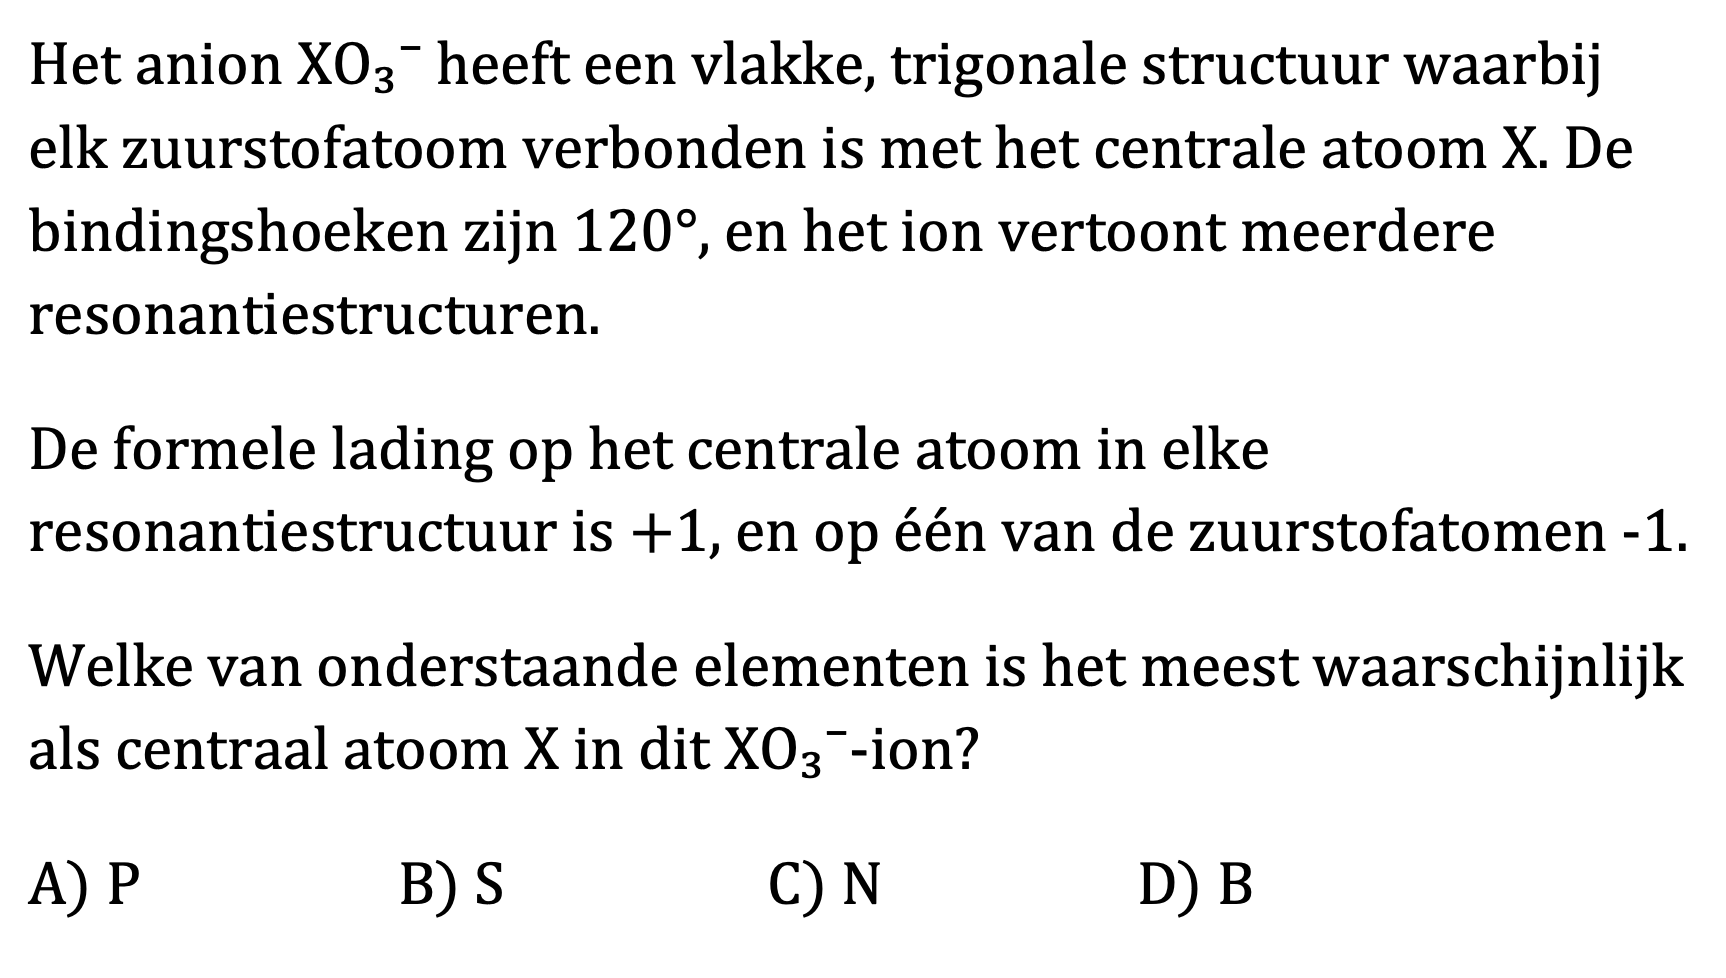 Het anion XO₃⁻ heeft een vlakke, trigonale structuur waarbij
elk zuurstofatoom verbonden is met het centrale atoom X. De
bindingshoeken zijn 120°, en het ion vertoont meerdere
resonantiestructuren.
De formele lading op het centrale atoom in elke
resonantiestructuur is +1, en op één van de zuurstofatomen -1.
Welke van onderstaande elementen is het meest waarschijnlijk
als centraal atoom X in dit XO₃⁻-ion?
A) P B) S C) N D) B